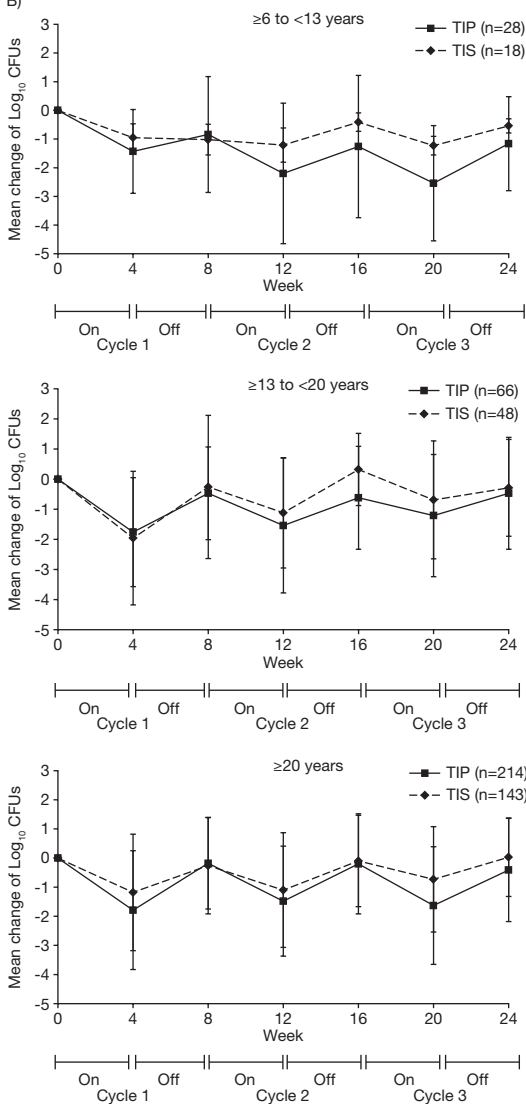 B)
≥6 to <13 years
TIP (n=28)
TIS (n=18)
Mean change of Log₁₀ CFUs
3
2
1
0
-1
-2
-3
-4
-5
0 4 8 12 16 20 24
Week
On Off On Off On Off
Cycle 1 Cycle 2 Cycle 3
≥13 to <20 years
TIP (n=66)
TIS (n=48)
Mean change of Log₁₀ CFUs
3
2
1
0
-1
-2
-3
-4
-5
0 4 8 12 16 20 24
Week
On Off On Off On Off
Cycle 1 Cycle 2 Cycle 3
≥20 years
TIP (n=214)
TIS (n=143)
Mean change of Log₁₀ CFUs
3
2
1
0
-1
-2
-3
-4
-5
0 4 8 12 16 20 24
Week
On Off On Off On Off
Cycle 1 Cycle 2 Cycle 3